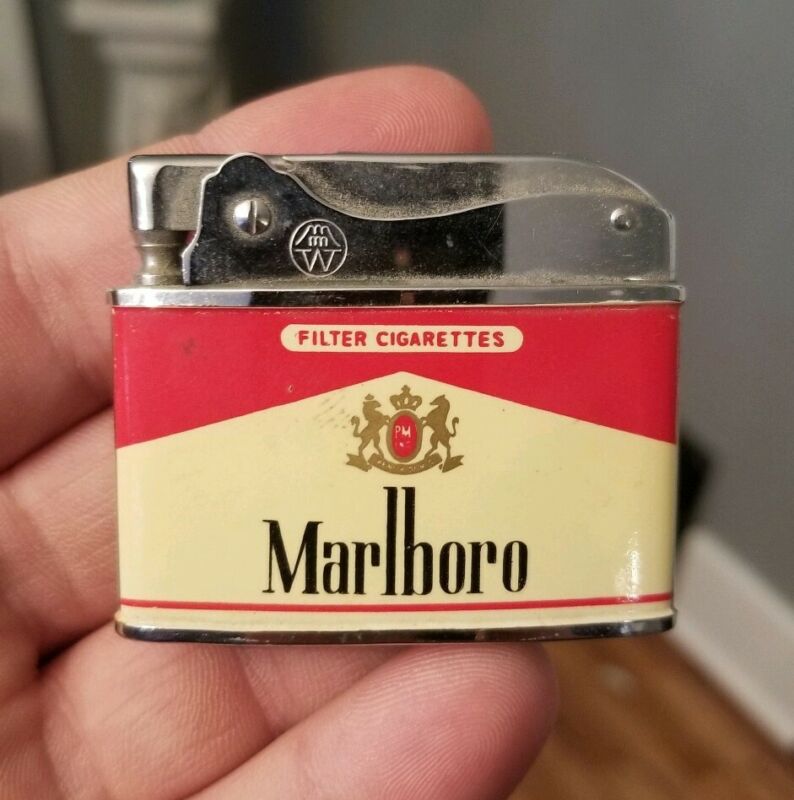 W
FILTER CIGARETTES
PM
Marlboro